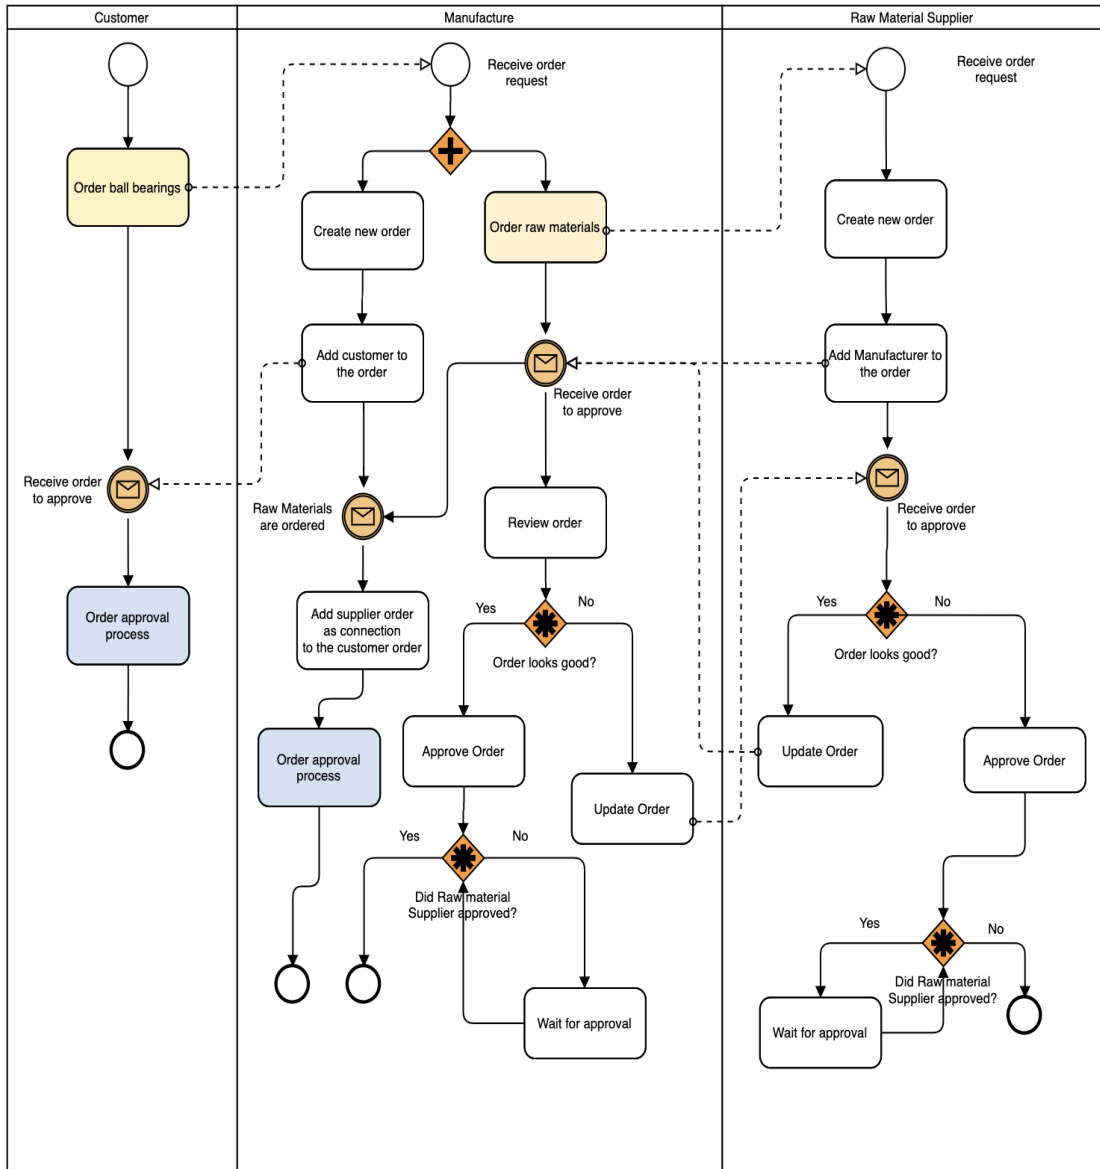 Customer
Manufacture
Raw Material Supplier
Receive order
request
Receive order
request
Order ball bearings
Create new order
Order raw materials
Create new order
Add customer to
the order
Receive order
to approve
Add Manufacturer to
the order
Receive order
to approve
Raw Materials
are ordered
Review order
Receive order
to approve
Order approval
process
Add supplier order
as connection
to the customer order
Yes
No
Order looks good?
Yes
No
Order looks good?
Order approval
process
Approve Order
Update Order
Update Order
Approve Order
Yes
No
Did Raw material
Supplier approved?
Wait for approval
Yes
No
Did Raw material
Supplier approved?
Wait for approval